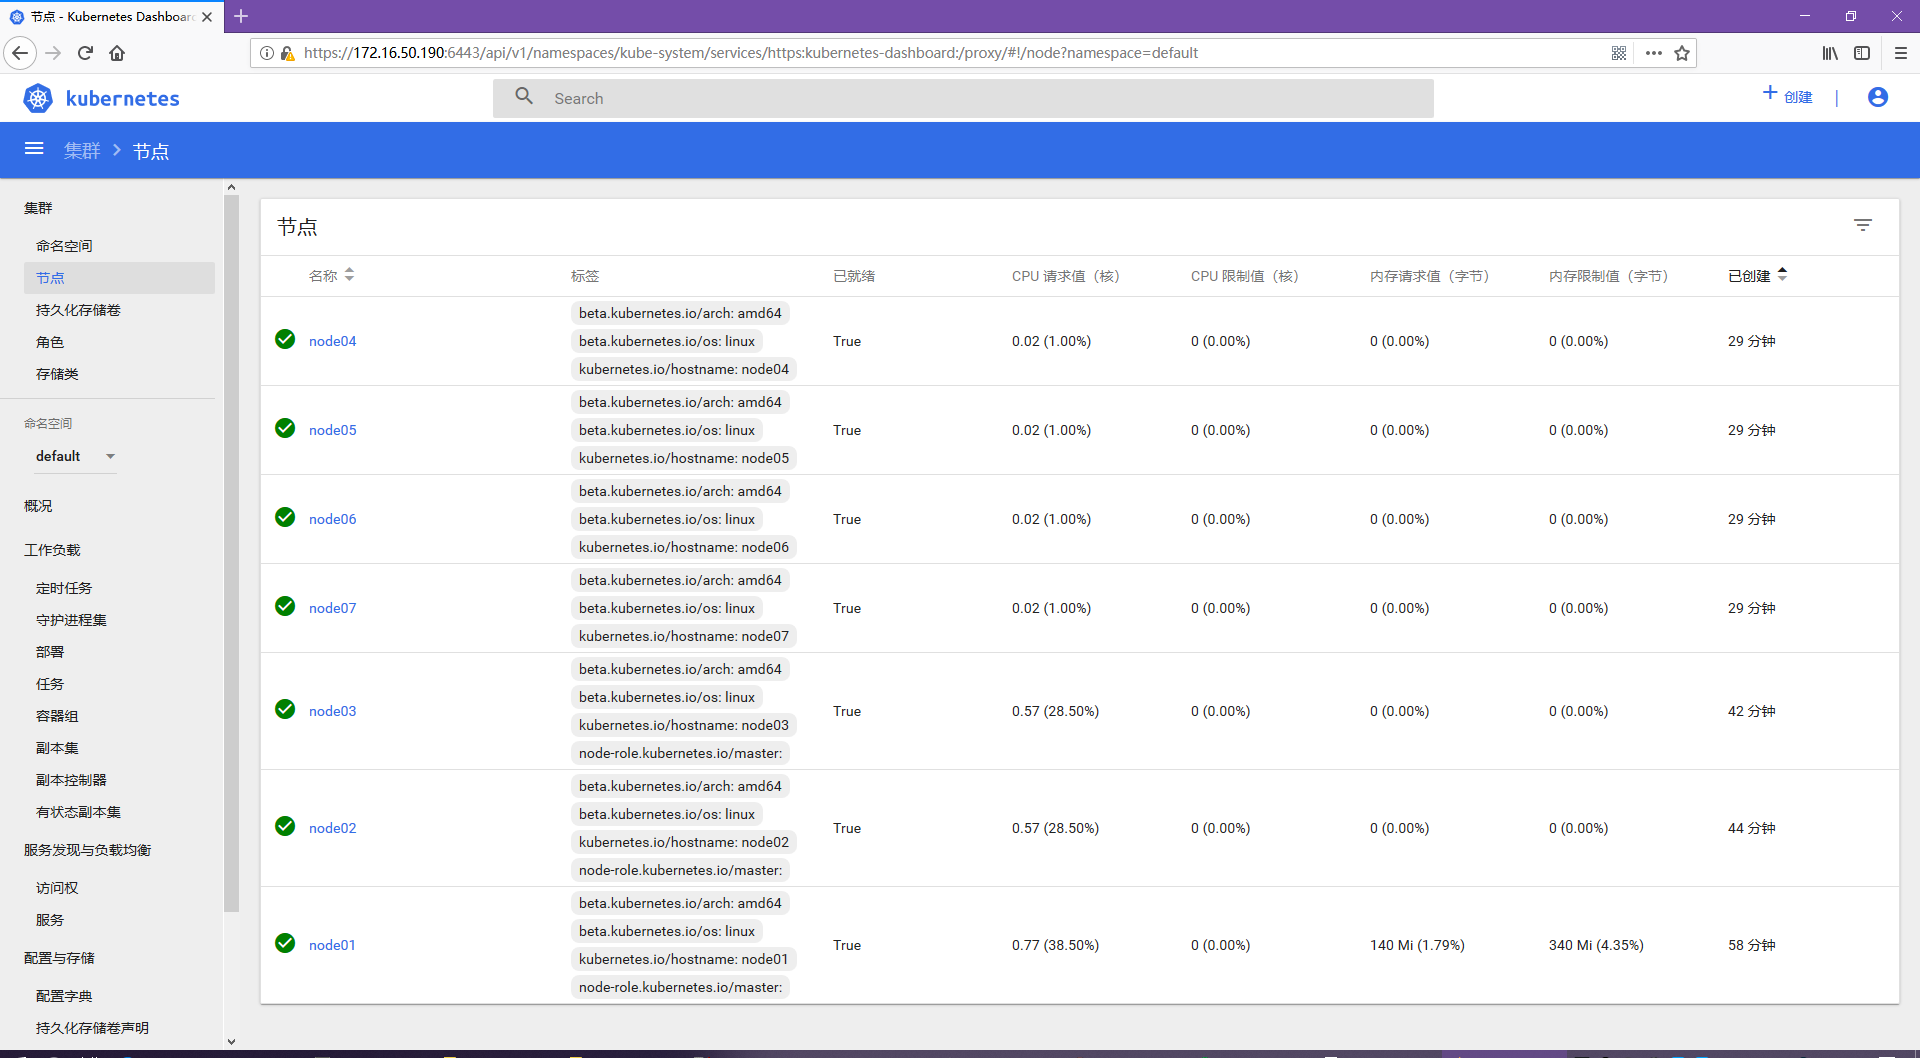 节点 - Kubernetes Dashboard
https://172.16.50.190:6443/api/v1/namespaces/kube-system/services/https:kubernetes-dashboard:/proxy/#!/node?namespace=default
kubernetes
Search
创建
集群
节点
集群
命名空间
节点
持久化存储卷
角色
存储类
命名空间
default
概况
工作负载
定时任务
守护进程集
部署
任务
容器组
副本集
副本控制器
有状态副本集
服务发现与负载均衡
访问权
服务
配置与存储
配置字典
持久化存储卷声明
节点
名称 标签 已就绪 CPU 请求值（核） CPU 限制值（核） 内存请求值（字节） 内存限制值（字节） 已创建
beta.kubernetes.io/arch: amd64
node04 beta.kubernetes.io/os: linux True 0.02 (1.00%) 0 (0.00%) 0 (0.00%) 0 (0.00%) 29 分钟
kubernetes.io/hostname: node04
beta.kubernetes.io/arch: amd64
node05 beta.kubernetes.io/os: linux True 0.02 (1.00%) 0 (0.00%) 0 (0.00%) 0 (0.00%) 29 分钟
kubernetes.io/hostname: node05
beta.kubernetes.io/arch: amd64
node06 beta.kubernetes.io/os: linux True 0.02 (1.00%) 0 (0.00%) 0 (0.00%) 0 (0.00%) 29 分钟
kubernetes.io/hostname: node06
beta.kubernetes.io/arch: amd64
node07 beta.kubernetes.io/os: linux True 0.02 (1.00%) 0 (0.00%) 0 (0.00%) 0 (0.00%) 29 分钟
kubernetes.io/hostname: node07
beta.kubernetes.io/arch: amd64
beta.kubernetes.io/os: linux
node03 True 0.57 (28.50%) 0 (0.00%) 0 (0.00%) 0 (0.00%) 42 分钟
kubernetes.io/hostname: node03
node-role.kubernetes.io/master:
beta.kubernetes.io/arch: amd64
beta.kubernetes.io/os: linux
node02 True 0.57 (28.50%) 0 (0.00%) 0 (0.00%) 0 (0.00%) 44 分钟
kubernetes.io/hostname: node02
node-role.kubernetes.io/master:
beta.kubernetes.io/arch: amd64
beta.kubernetes.io/os: linux
node01 True 0.77 (38.50%) 0 (0.00%) 140 Mi (1.79%) 340 Mi (4.35%) 58 分钟
kubernetes.io/hostname: node01
node-role.kubernetes.io/master: